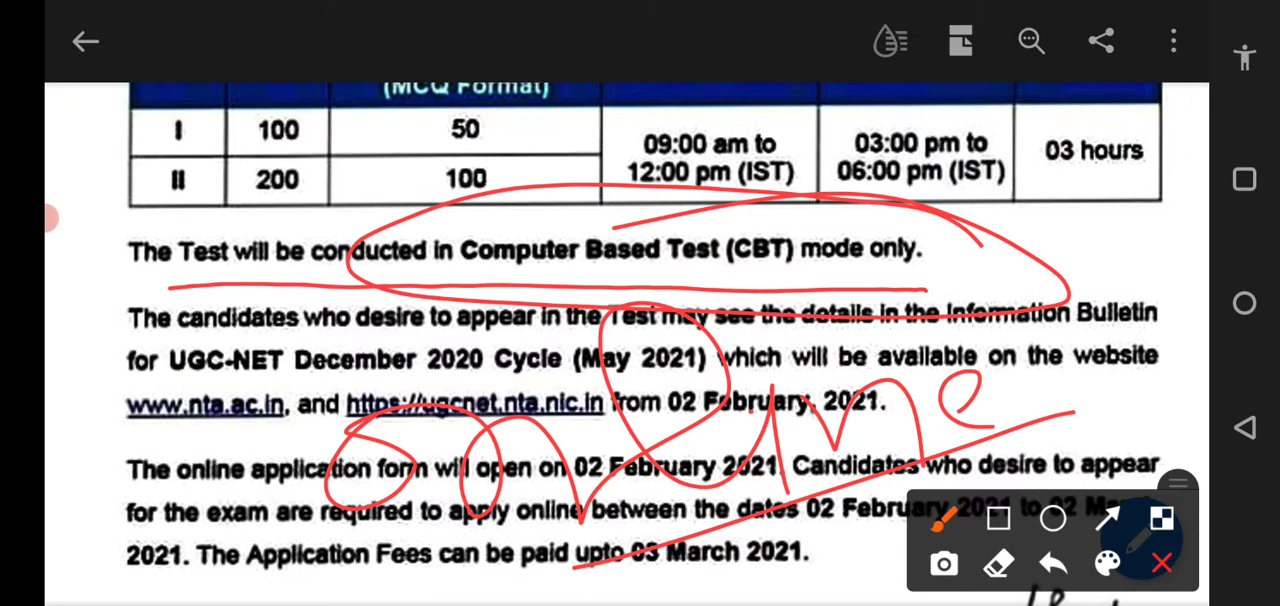 (MCQ Format)
I 100 50 09:00 am to 12:00 pm (IST) 03:00 pm to 06:00 pm (IST) 03 hours
II 200 100
The Test will be conducted in Computer Based Test (CBT) mode only.
The candidates who desire to appear in the Test may see the details in the Information Bulletin
for UGC-NET December 2020 Cycle (May 2021) which will be available on the website
www.nta.ac.in, and https://ugcnet.nta.nic.in from 02 February, 2021.
online
The online application form will open on 02 February 2021. Candidates who desire to appear
for the exam are required to apply online between the dates 02 February 2021 to 02
2021. The Application Fees can be paid upto 03 March 2021.